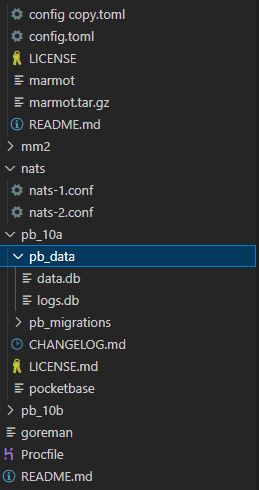 config copy.toml
config.toml
LICENSE
marmot
marmot.tar.gz
README.md
mm2
nats
nats-1.conf
nats-2.conf
pb_10a
pb_data
data.db
logs.db
pb_migrations
CHANGELOG.md
LICENSE.md
pocketbase
pb_10b
goreman
Procfile
README.md